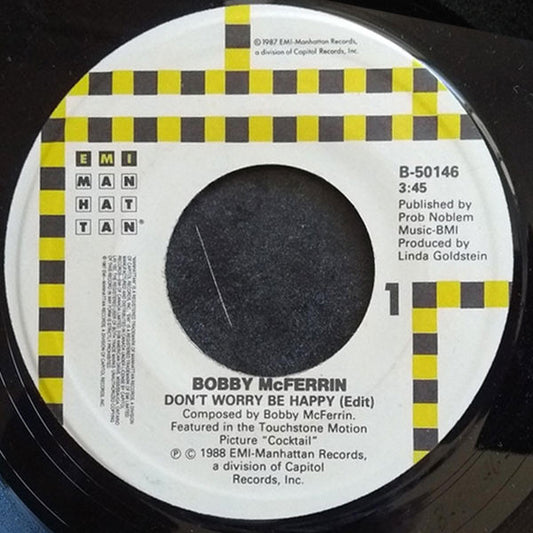 ℗1987 EMI-Manhattan Records,
a division of Capitol Records, Inc.
EMI
MAN
HAT
TAN®
B-50146
3:45
Published by
Prob Noblem
Music-BMI
Produced by
Linda Goldstein
1
BOBBY McFERRIN
DON'T WORRY BE HAPPY (Edit)
Composed by Bobby McFerrin.
Featured in the Touchstone Motion
Picture "Cocktail"
℗ © 1988 EMI-Manhattan Records,
a division of Capitol
Records, Inc.